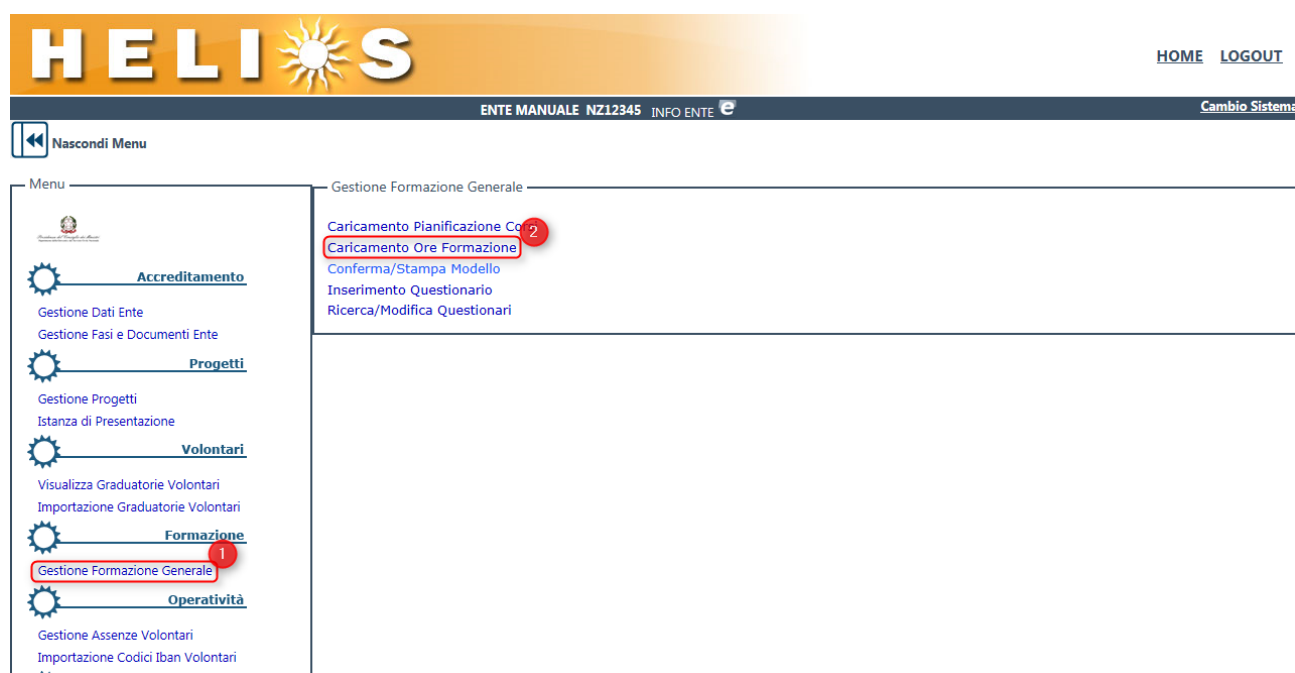 HELIOS
HOME LOGOUT
ENTE MANUALE NZ12345 INFO ENTE e
Cambio Sistema
Nascondi Menu
Menu
Accreditamento
Gestione Dati Ente
Gestione Fasi e Documenti Ente
Progetti
Gestione Progetti
Istanza di Presentazione
Volontari
Visualizza Graduatorie Volontari
Importazione Graduatorie Volontari
Formazione
1
Gestione Formazione Generale
Operatività
Gestione Assenze Volontari
Importazione Codici Iban Volontari
Gestione Formazione Generale
Caricamento Pianificazione Corsi
2
Caricamento Ore Formazione
Conferma/Stampa Modello
Inserimento Questionario
Ricerca/Modifica Questionari